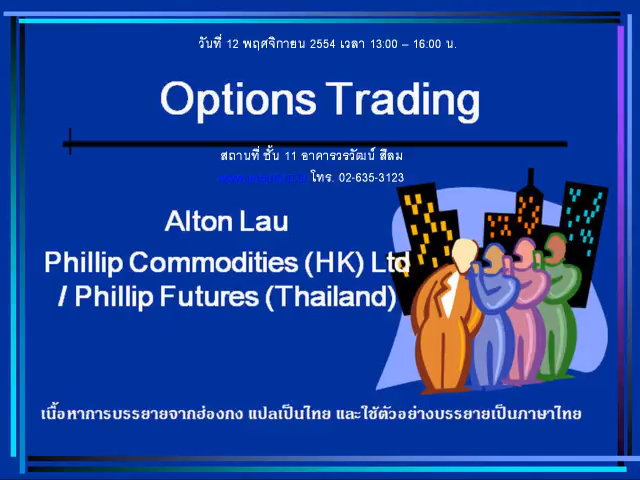 วันที่ 12 พฤศจิกายน 2554 เวลา 13:00 – 16:00 น.
Options Trading
สถานที่ ชั้น 11 อาคารวรวัฒน์ สีลม
โทร. 02-635-3123
Alton Lau
Phillip Commodities (HK) Ltd
/ Phillip Futures (Thailand)
เนื้อหาการบรรยายจากฮ่องกง แปลเป็นไทย และใช้ตัวอย่างบรรยายเป็นภาษาไทย